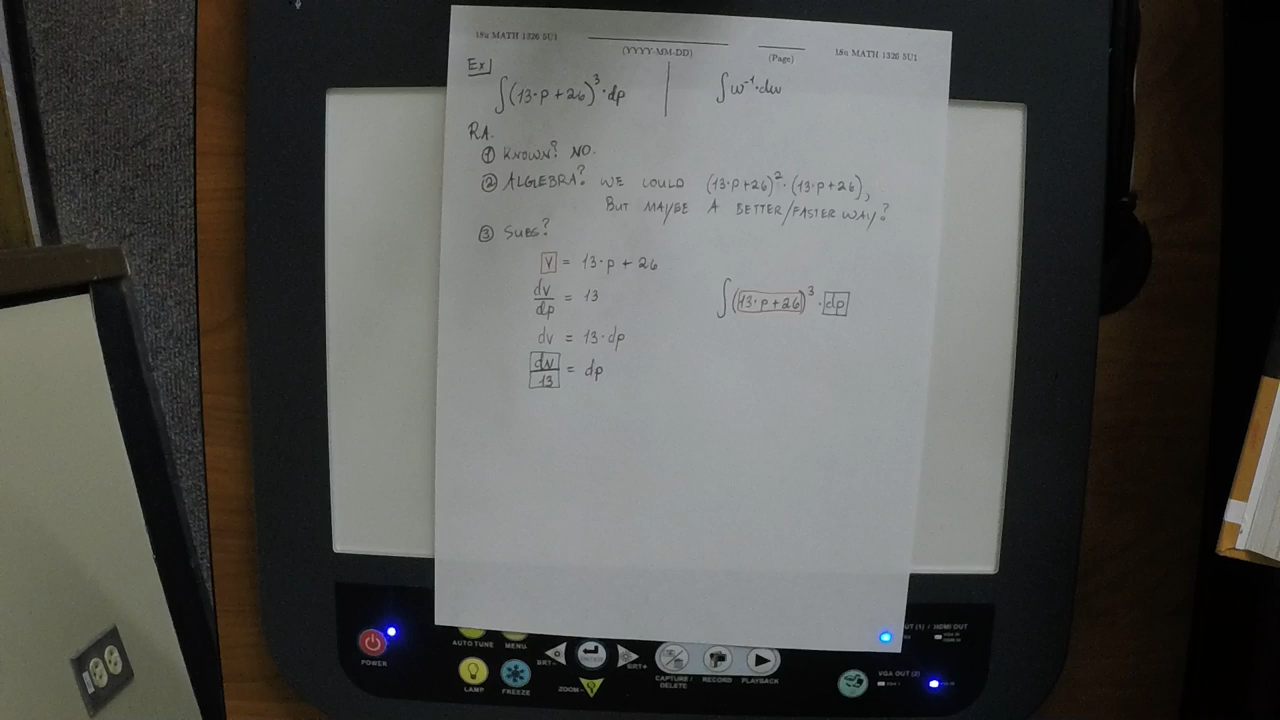 18u MATH 1326 5U1 (YYYY-MM-DD) (Page) 18u MATH 1326 5U1
Ex1
∫(13·p + 26)³·dp | ∫w⁻¹·dw
RA.
① KNOWN? NO.
② ALGEBRA? WE COULD (13·p+26)²·(13·p+26),
BUT MAYBE A BETTER/FASTER WAY?
③ SUBS?
V = 13·p + 26
dv/dp = 13
∫(13·p+26)³·dp
dv = 13·dp
dv/13 = dp
POWER
AUTO TUNE
MENU
LAMP
FREEZE
BRT-
BRT+
ZOOM
CAPTURE / DELETE
RECORD
PLAYBACK
HDMI OUT
VGA OUT (2)